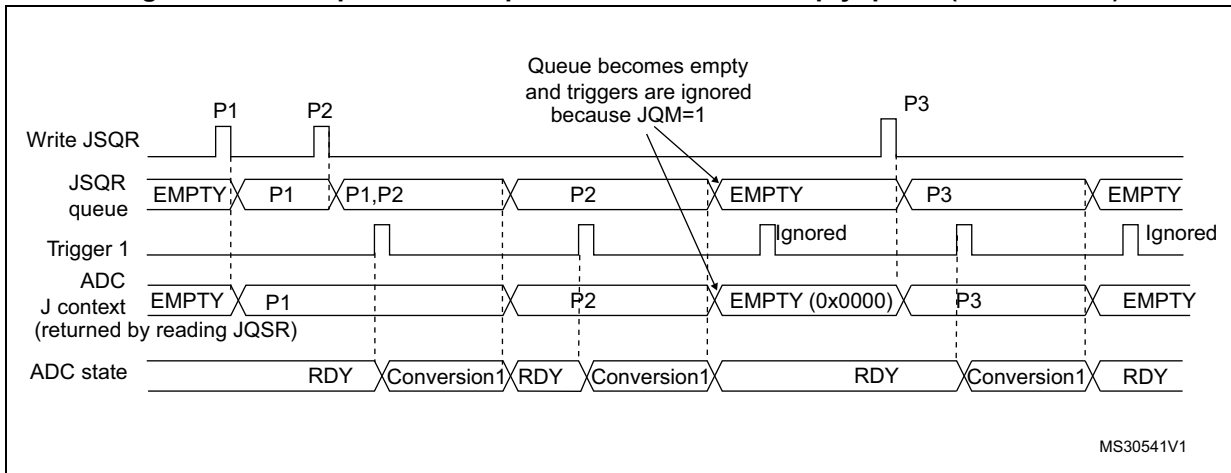 Queue becomes empty
and triggers are ignored
because JQM=1
P1 P2 P3
Write JSQR
JSQR
queue
EMPTY P1 P1,P2 P2 EMPTY P3 EMPTY
Trigger 1 Ignored Ignored
ADC
J context
(returned by reading JQSR)
EMPTY P1 P2 EMPTY (0x0000) P3 EMPTY
ADC state RDY Conversion1 RDY Conversion1 RDY Conversion1 RDY
MS30541V1